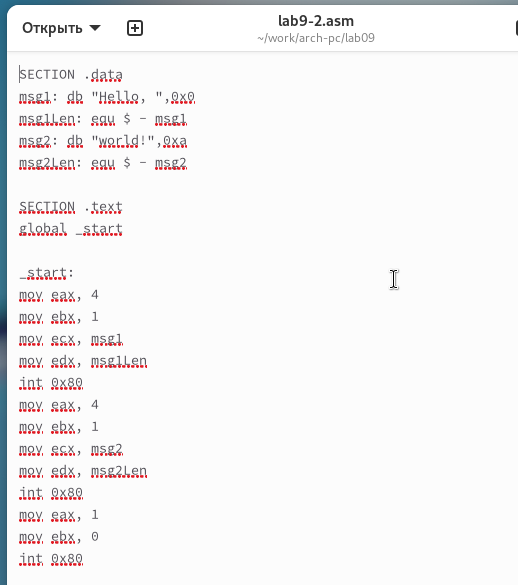 Открыть
lab9-2.asm
~/work/arch-pc/lab09
SECTION .data
msg1: db "Hello, ",0x0
msg1Len: equ $ - msg1
msg2: db "world!",0xa
msg2Len: equ $ - msg2
SECTION .text
global _start
_start:
mov eax, 4
mov ebx, 1
mov ecx, msg1
mov edx, msg1Len
int 0x80
mov eax, 4
mov ebx, 1
mov ecx, msg2
mov edx, msg2Len
int 0x80
mov eax, 1
mov ebx, 0
int 0x80